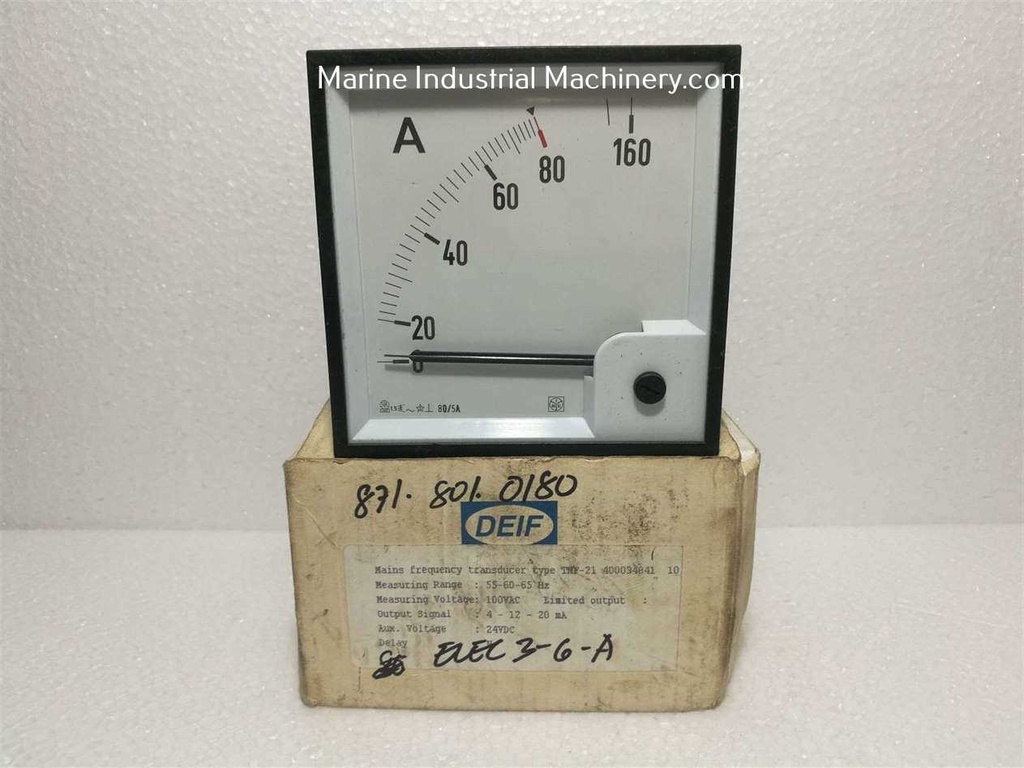 Marine Industrial Machinery.com
A
160
80
60
40
20
0
80/5A
871. 801. 0180
DEIF
Mains frequency transducer type TMF-21 400034041 10
Measuring Range : 55-60-65 Hz
Measuring Voltage: 100VAC Limited output :
Output Signal : 4 - 12 - 20 mA
Aux. Voltage : 24VDC
Delay
ELEC 3-6-A